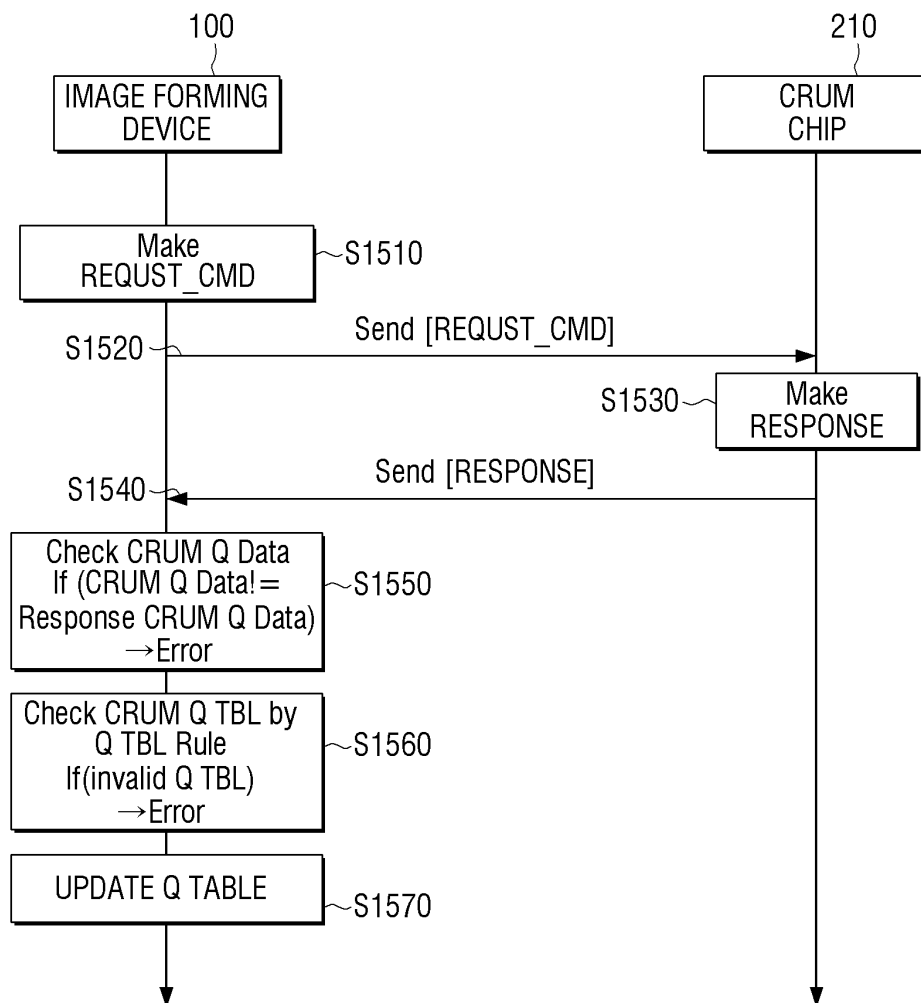 100
210
IMAGE FORMING
DEVICE
CRUM
CHIP
Make
REQUST_CMD
S1510
Send [REQUST_CMD]
S1520
S1530
Make
RESPONSE
Send [RESPONSE]
S1540
Check CRUM Q Data
If (CRUM Q Data!=
Response CRUM Q Data)
→Error
S1550
Check CRUM Q TBL by
Q TBL Rule
If(invalid Q TBL)
→Error
S1560
UPDATE Q TABLE
S1570